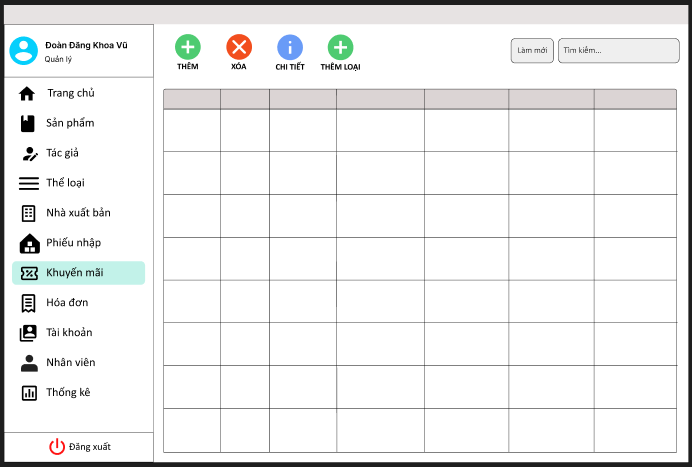 Đoàn Đăng Khoa Vũ
Quản lý
THÊM
XÓA
CHI TIẾT
THÊM LOẠI
Làm mới
Tìm kiếm...
Trang chủ
Sản phẩm
Tác giả
Thể loại
Nhà xuất bản
Phiếu nhập
Khuyến mãi
Hóa đơn
Tài khoản
Nhân viên
Thống kê
Đăng xuất